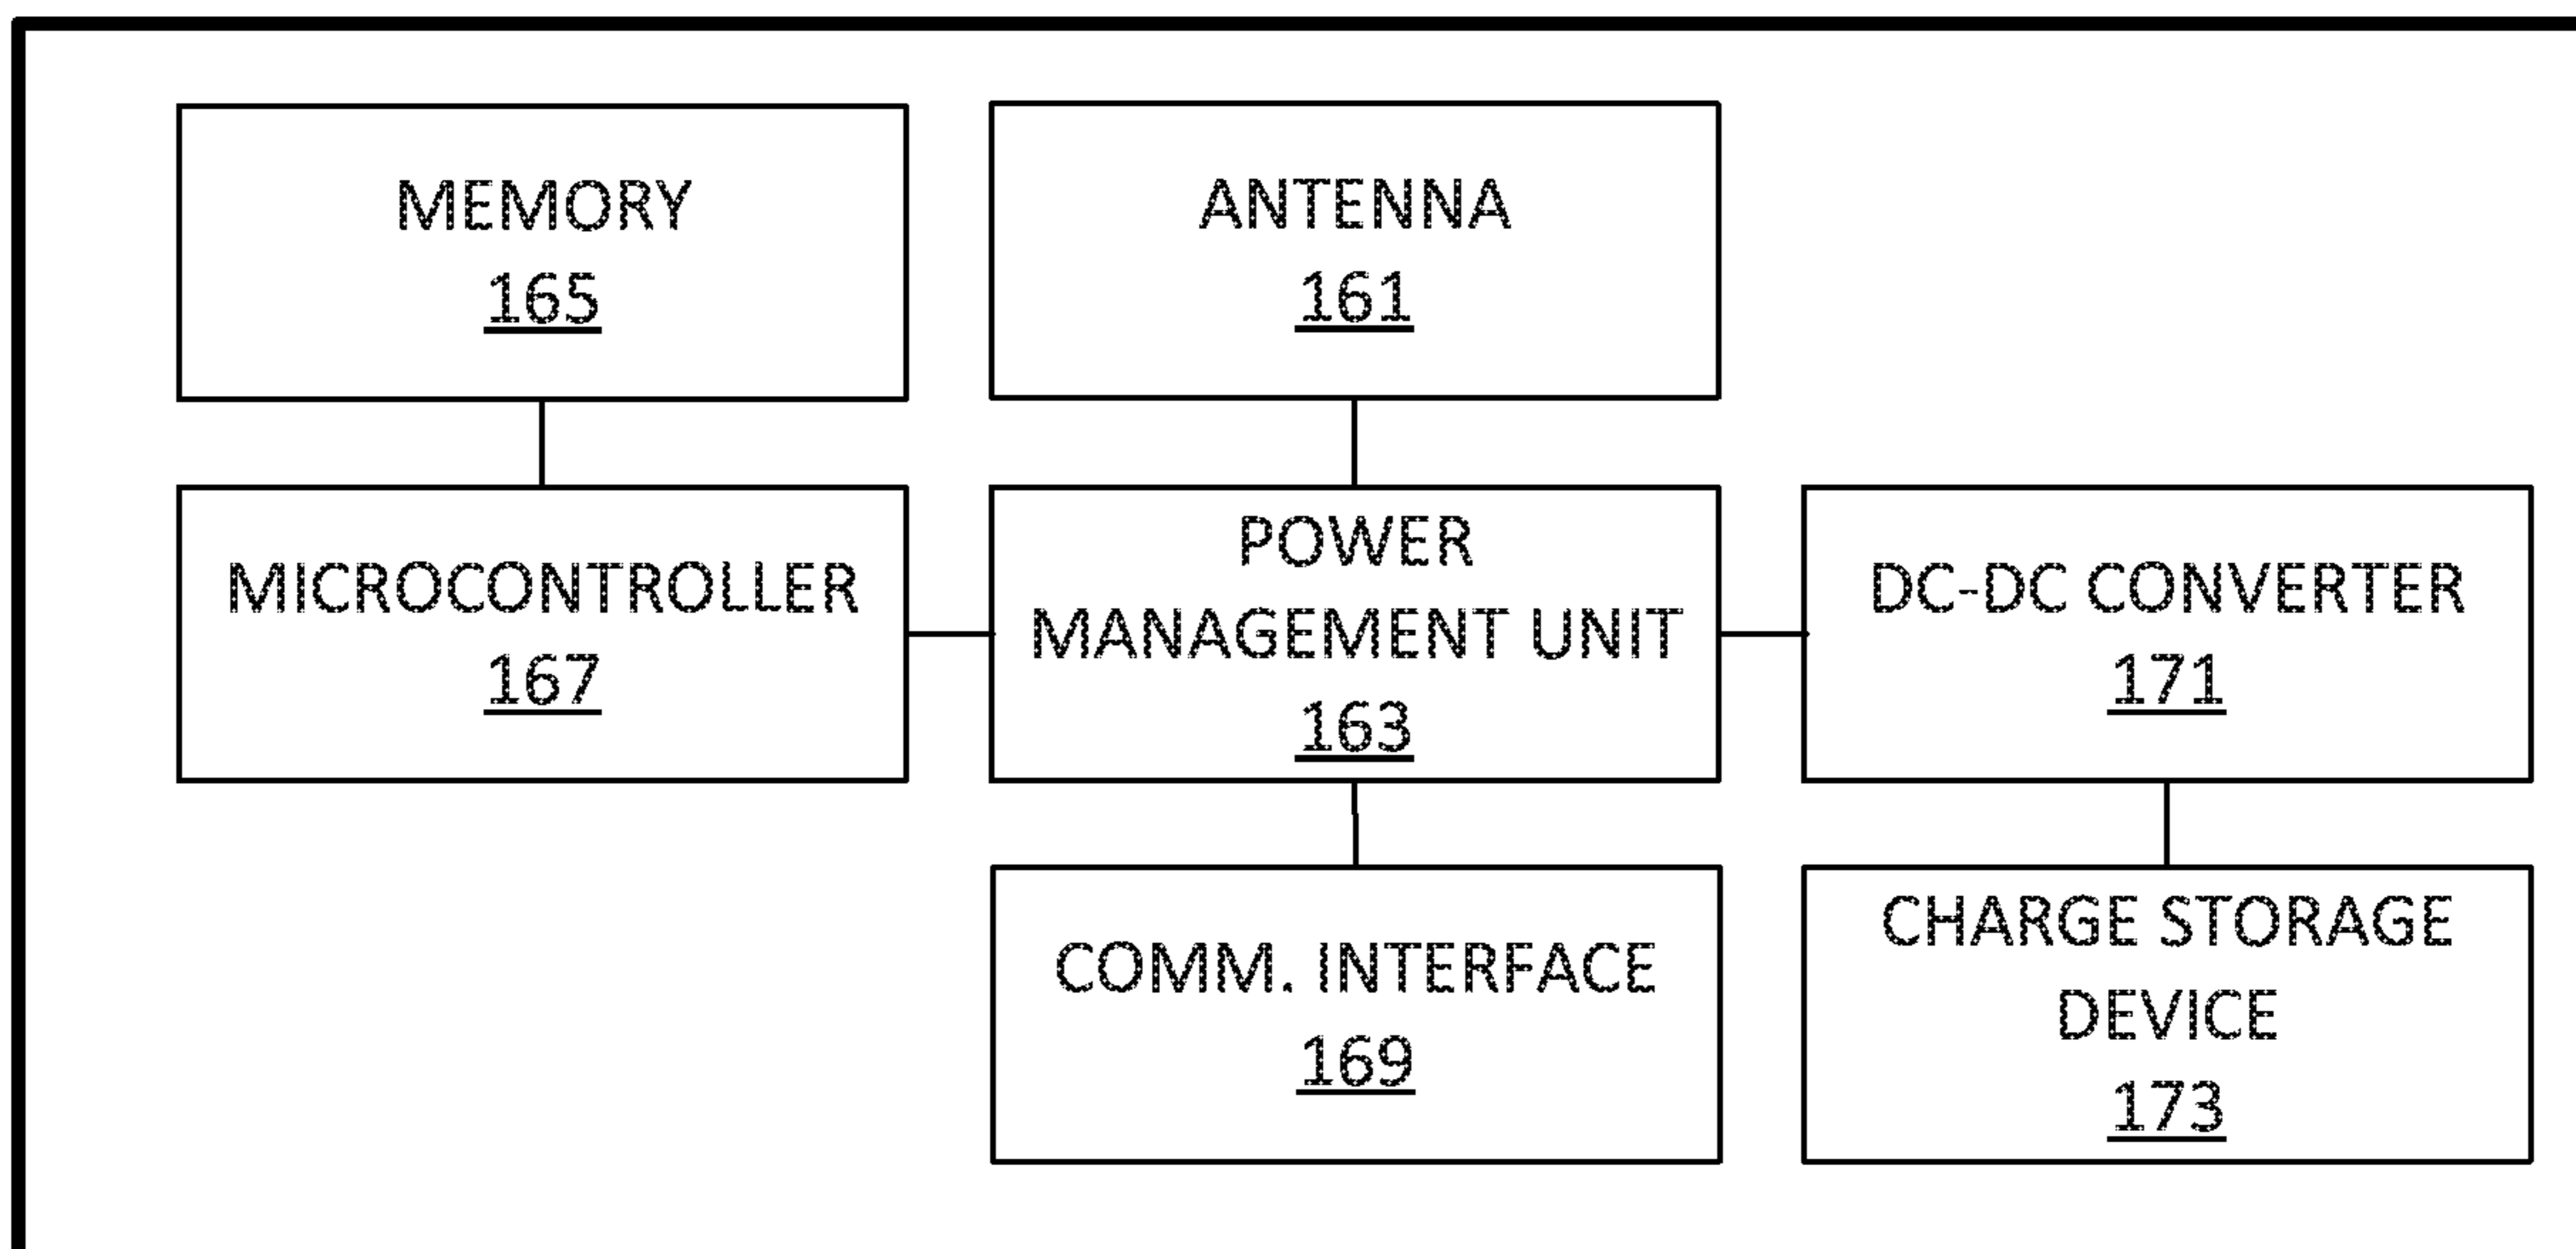 MEMORY
165
ANTENNA
161
MICROCONTROLLER
167
POWER
MANAGEMENT UNIT
163
DC-DC CONVERTER
171
COMM. INTERFACE
169
CHARGE STORAGE
DEVICE
173